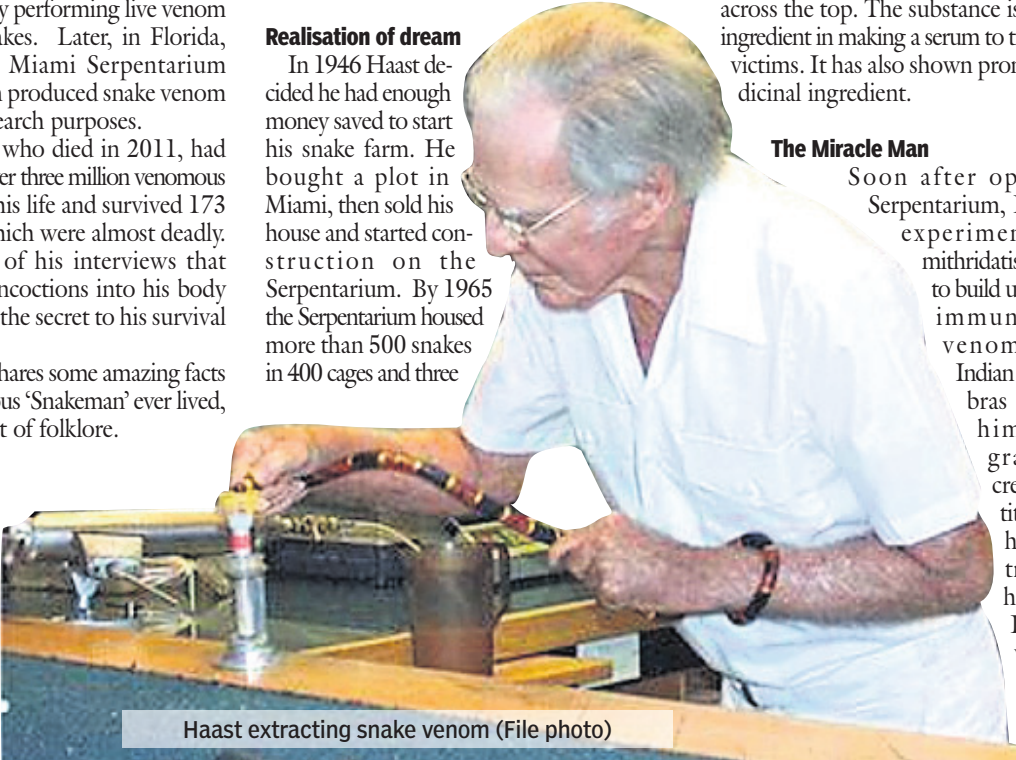 y performing live venom
kes. Later, in Florida,
Miami Serpentarium
n produced snake venom
earch purposes.
who died in 2011, had
er three million venomous
his life and survived 173
hich were almost deadly.
of his interviews that
ncoctions into his body
the secret to his survival
hares some amazing facts
ous ‘Snakeman’ ever lived,
t of folklore.
Realisation of dream
In 1946 Haast de-
cided he had enough
money saved to start
his snake farm. He
bought a plot in
Miami, then sold his
house and started con-
struction on the
Serpentarium. By 1965
the Serpentarium housed
more than 500 snakes
in 400 cages and three
across the top. The substance is
ingredient in making a serum to t
victims. It has also shown pro
dicinal ingredient.
The Miracle Man
Soon after op
Serpentarium,
experimen
mithridatis
to build u
immun
venom
Indian
bras
him
gra
cre
tit
h
tr
h
Haast extracting snake venom (File photo)